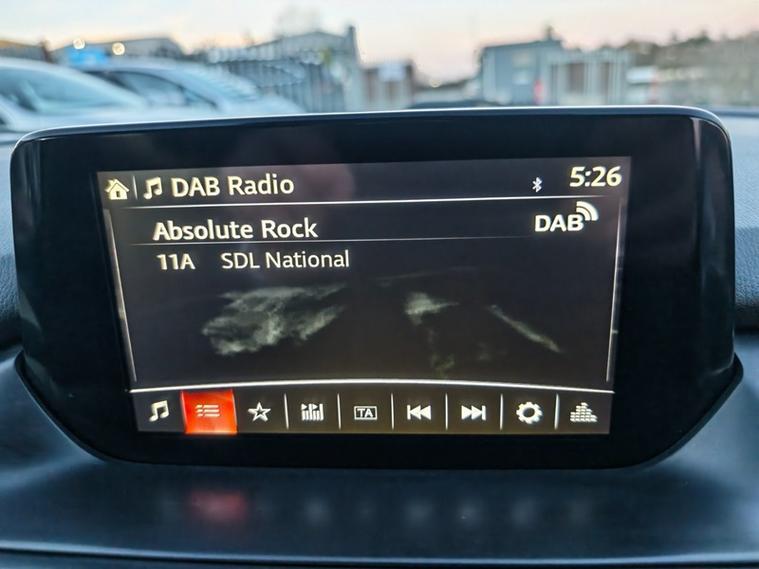 DAB Radio 5:26
Absolute Rock DAB
11A SDL National
TA